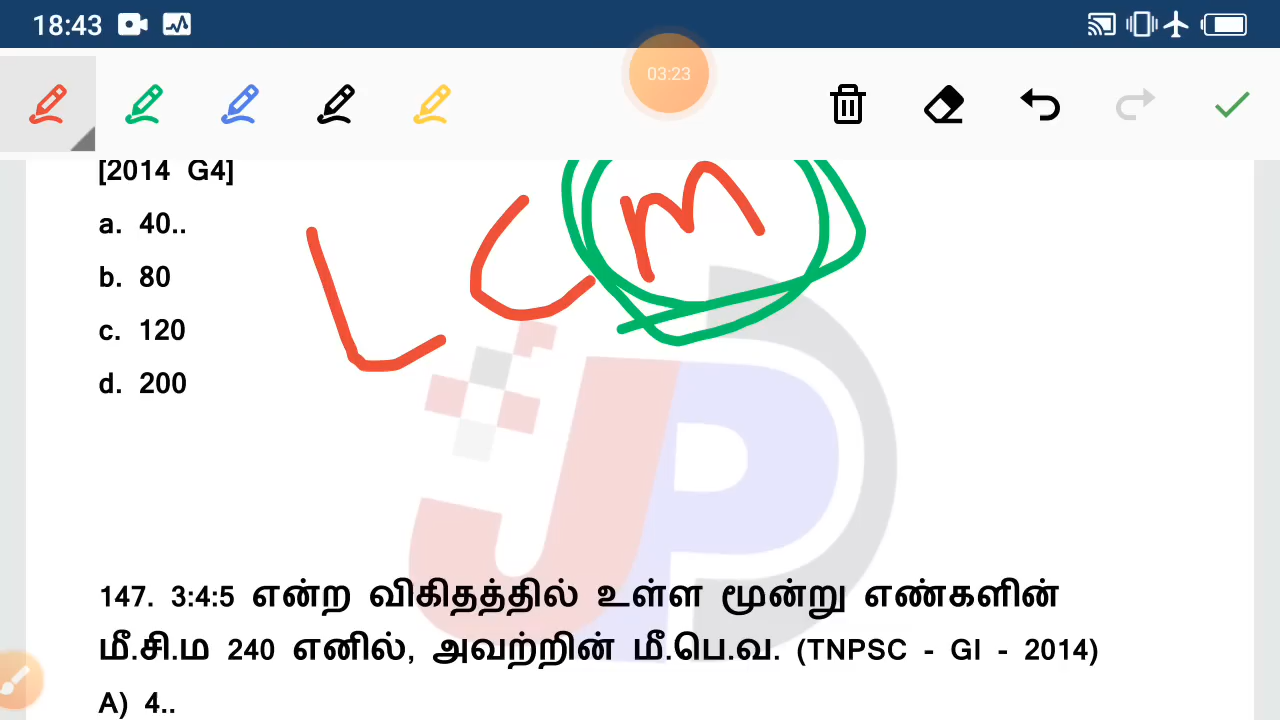 18:43
03:23
[2014 G4]
a. 40..
L C m
b. 80
c. 120
d. 200
JP
147. 3:4:5 என்ற விகிதத்தில் உள்ள மூன்று எண்களின்
மீ.சி.ம 240 எனில், அவற்றின் மீ.பெ.வ. (TNPSC - GI - 2014)
A) 4..